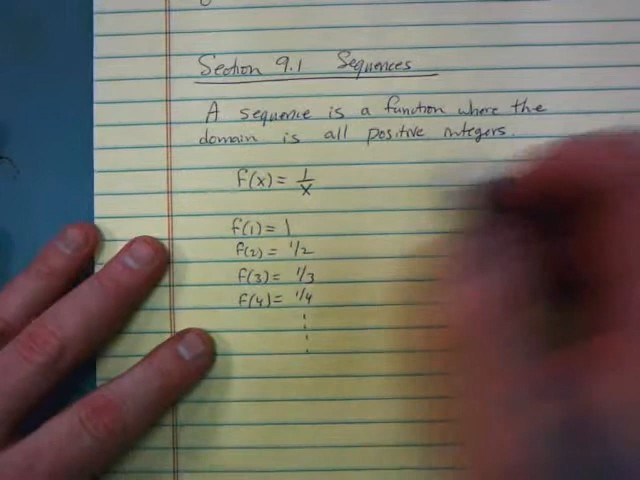 Section 9.1 Sequences
A sequence is a function where the
domain is all positive integers.
f(x) = 1/x
f(1) = 1
f(2) = 1/2
f(3) = 1/3
f(4) = 1/4